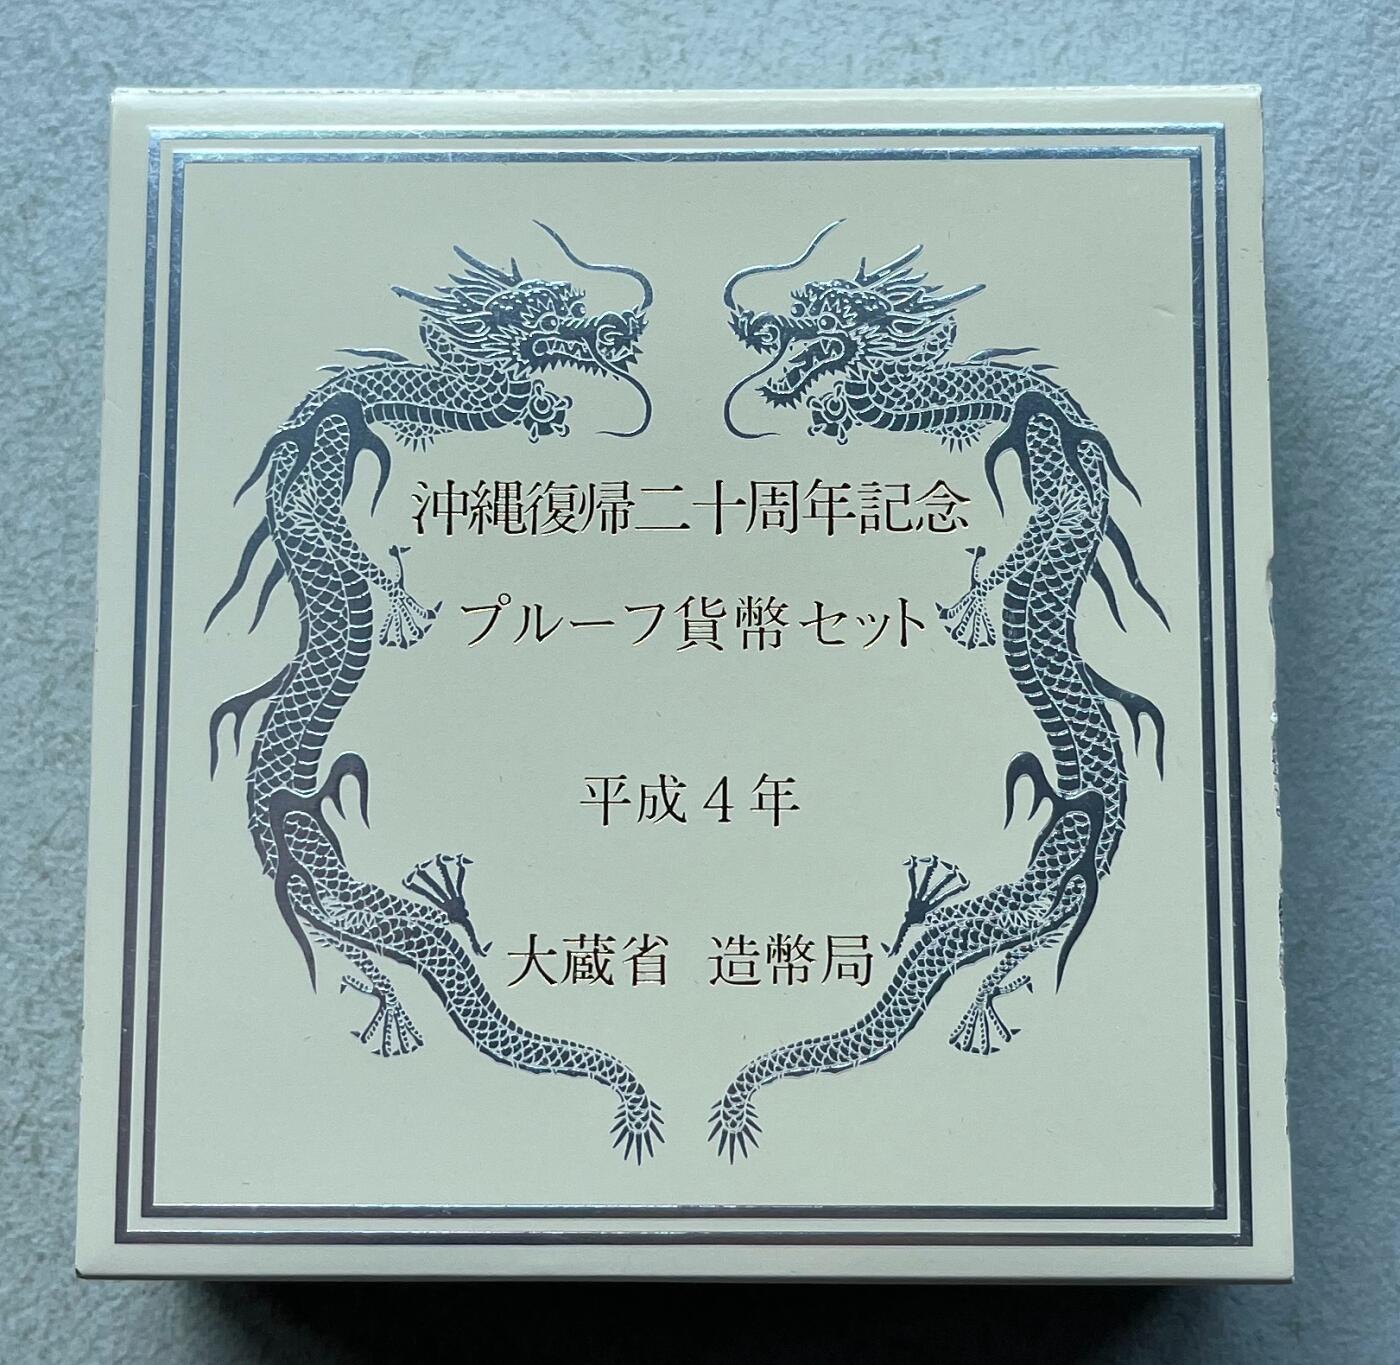 沖縄復帰二十周年記念
プルーフ貨幣セット
平成4年
大蔵省 造幣局